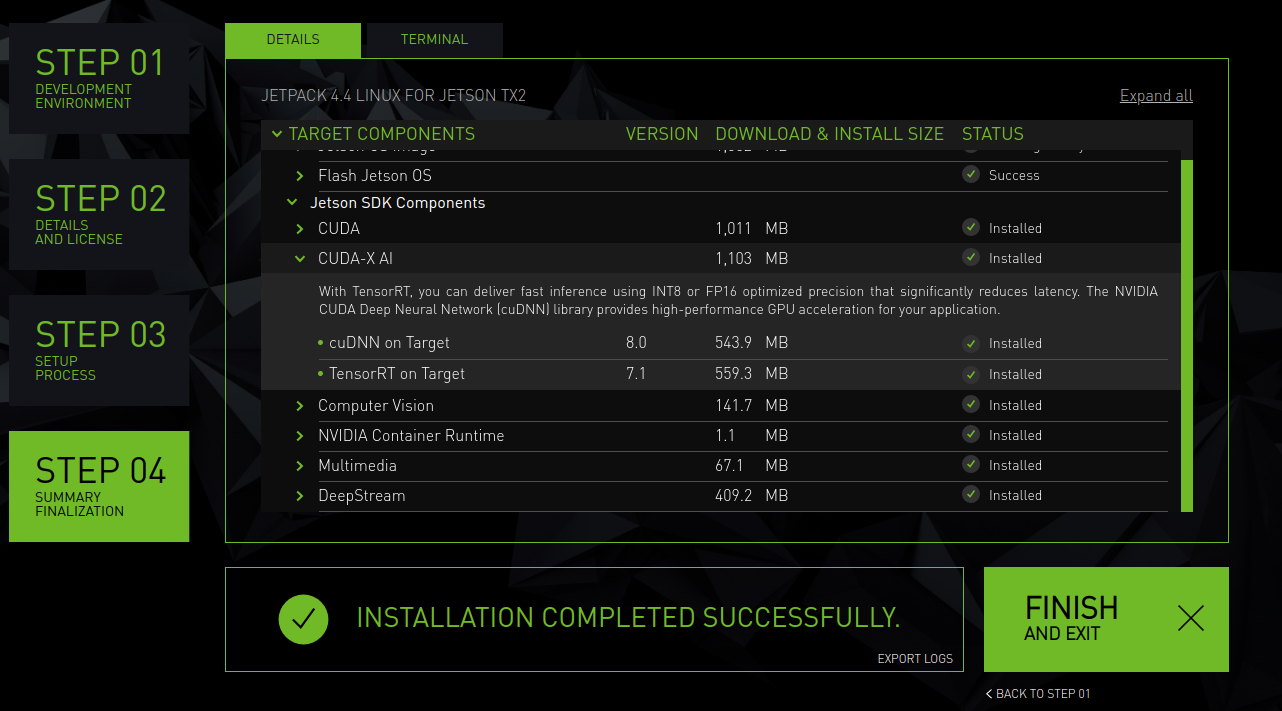 STEP 01
DEVELOPMENT
ENVIRONMENT
STEP 02
DETAILS
AND LICENSE
STEP 03
SETUP
PROCESS
STEP 04
SUMMARY
FINALIZATION
DETAILS TERMINAL
JETPACK 4.4 LINUX FOR JETSON TX2 Expand all
TARGET COMPONENTS VERSION DOWNLOAD & INSTALL SIZE STATUS
Flash Jetson OS Success
Jetson SDK Components
CUDA 1,011 MB Installed
CUDA-X AI 1,103 MB Installed
With TensorRT, you can deliver fast inference using INT8 or FP16 optimized precision that significantly reduces latency. The NVIDIA
CUDA Deep Neural Network (cuDNN) library provides high-performance GPU acceleration for your application.
• cuDNN on Target 8.0 543.9 MB Installed
• TensorRT on Target 7.1 559.3 MB Installed
Computer Vision 141.7 MB Installed
NVIDIA Container Runtime 1.1 MB Installed
Multimedia 67.1 MB Installed
DeepStream 409.2 MB Installed
INSTALLATION COMPLETED SUCCESSFULLY.
EXPORT LOGS
FINISH
AND EXIT
< BACK TO STEP 01